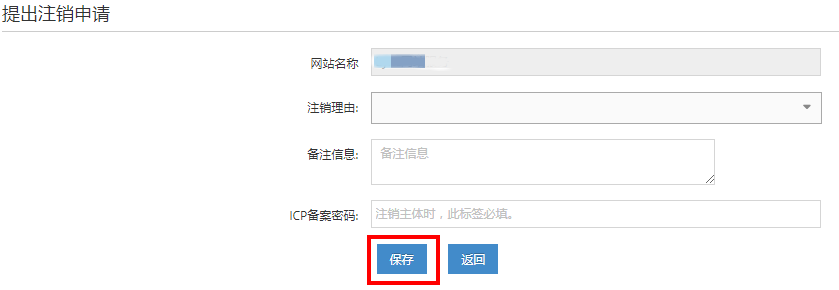 提出注销申请
网站名称
注销理由:
备注信息: 备注信息
ICP备案密码: 注销主体时，此标签必填。
保存 返回